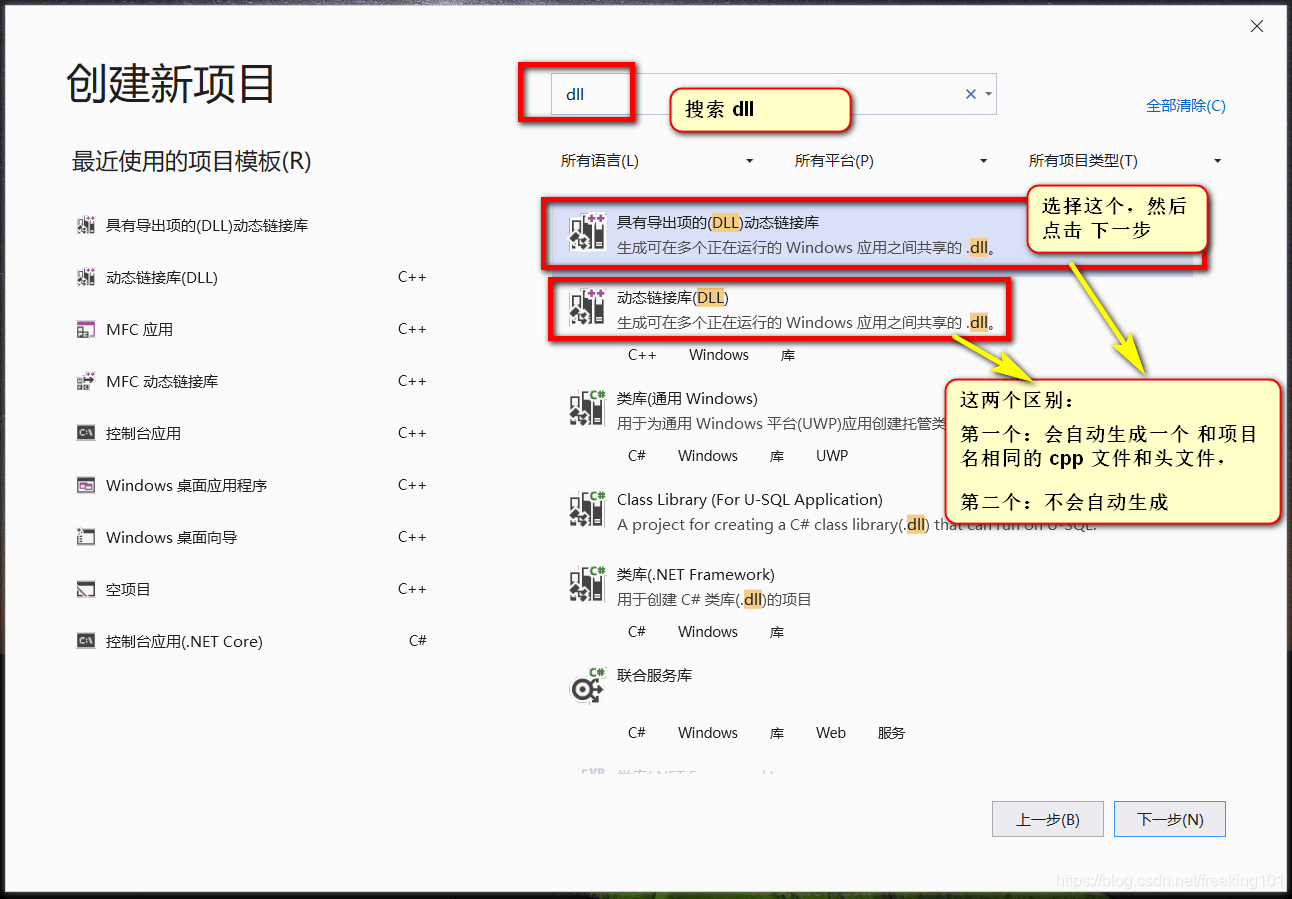 创建新项目
dll
搜索 dll
全部清除(C)
最近使用的项目模板(R)
所有语言(L)
所有平台(P)
所有项目类型(T)
具有导出项的(DLL)动态链接库
动态链接库(DLL) C++
MFC 应用 C++
MFC 动态链接库 C++
控制台应用 C++
Windows 桌面应用程序 C++
Windows 桌面向导 C++
空项目 C++
控制台应用(.NET Core) C#
具有导出项的(DLL)动态链接库
生成可在多个正在运行的 Windows 应用之间共享的 .dll。
选择这个，然后
点击 下一步
动态链接库(DLL)
生成可在多个正在运行的 Windows 应用之间共享的 .dll。
C++ Windows 库
类库(通用 Windows)
用于为通用 Windows 平台(UWP)应用创建托管类
C# Windows 库 UWP
这两个区别：
第一个：会自动生成一个 和项目
名相同的 cpp 文件和头文件，
第二个：不会自动生成
Class Library (For U-SQL Application)
A project for creating a C# class library(.dll) that can run on U-SQL.
类库(.NET Framework)
用于创建 C# 类库(.dll)的项目
C# Windows 库
联合服务库
C# Windows 库 Web 服务
上一步(B)
下一步(N)
https://blog.csdn.net/freeking101